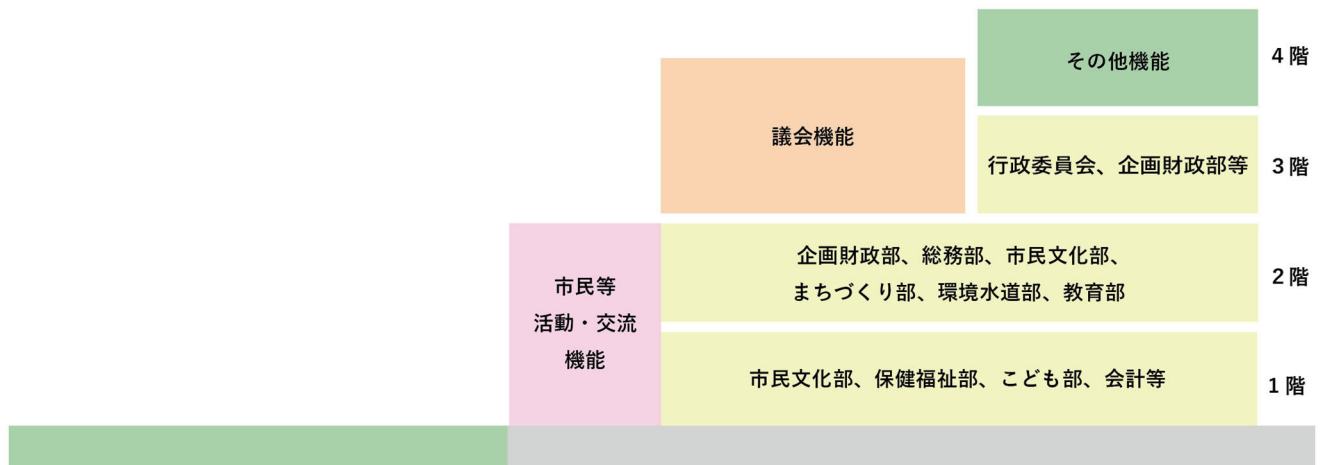 その他機能
4階
議会機能
行政委員会、企画財政部等
3階
市民等
活動・交流
機能
企画財政部、総務部、市民文化部、
まちづくり部、環境水道部、教育部
2階
市民文化部、保健福祉部、こども部、会計等
1階